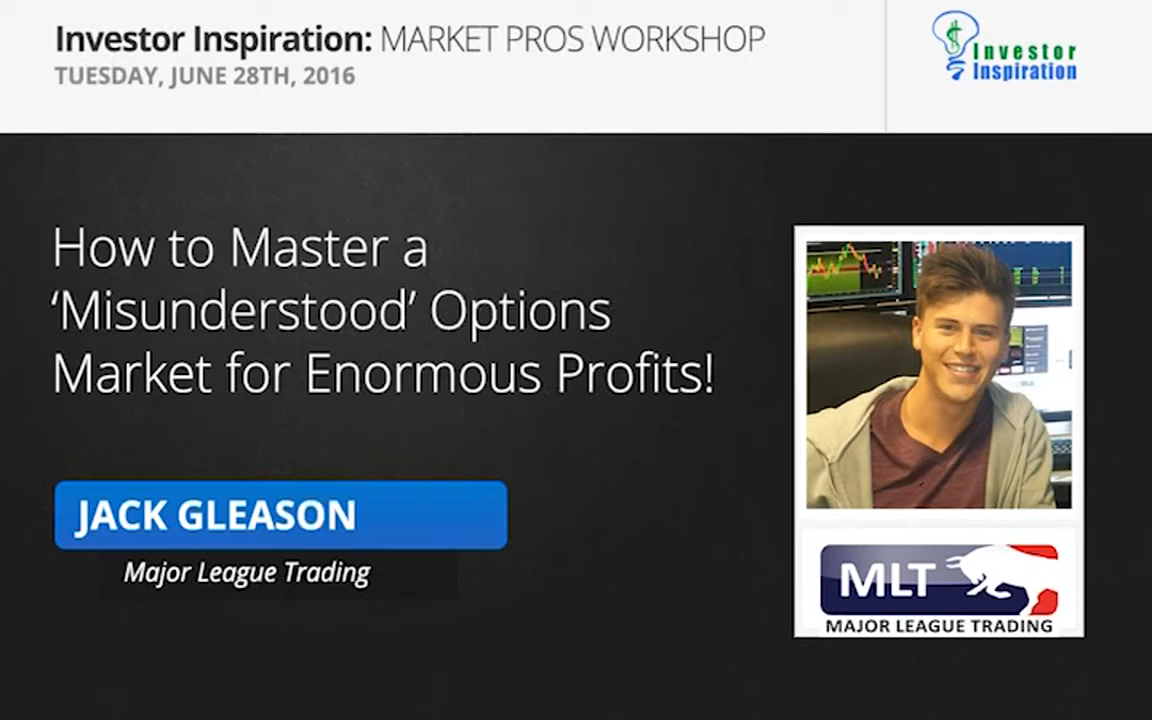 Investor Inspiration: MARKET PROS WORKSHOP
TUESDAY, JUNE 28TH, 2016
Investor
Inspiration
How to Master a
‘Misunderstood’ Options
Market for Enormous Profits!
JACK GLEASON
Major League Trading
MLT
MAJOR LEAGUE TRADING